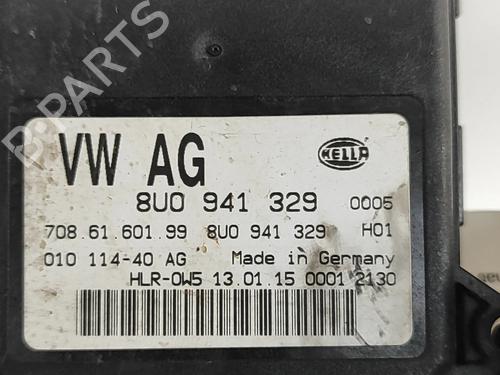 VW AG
HELLA
8U0 941 329 0005
708.61.601.99 8U0 941 329 H01
010 114-40 AG Made in Germany
HLR-0W5 13.01.15 0001 2130
B-PARTS